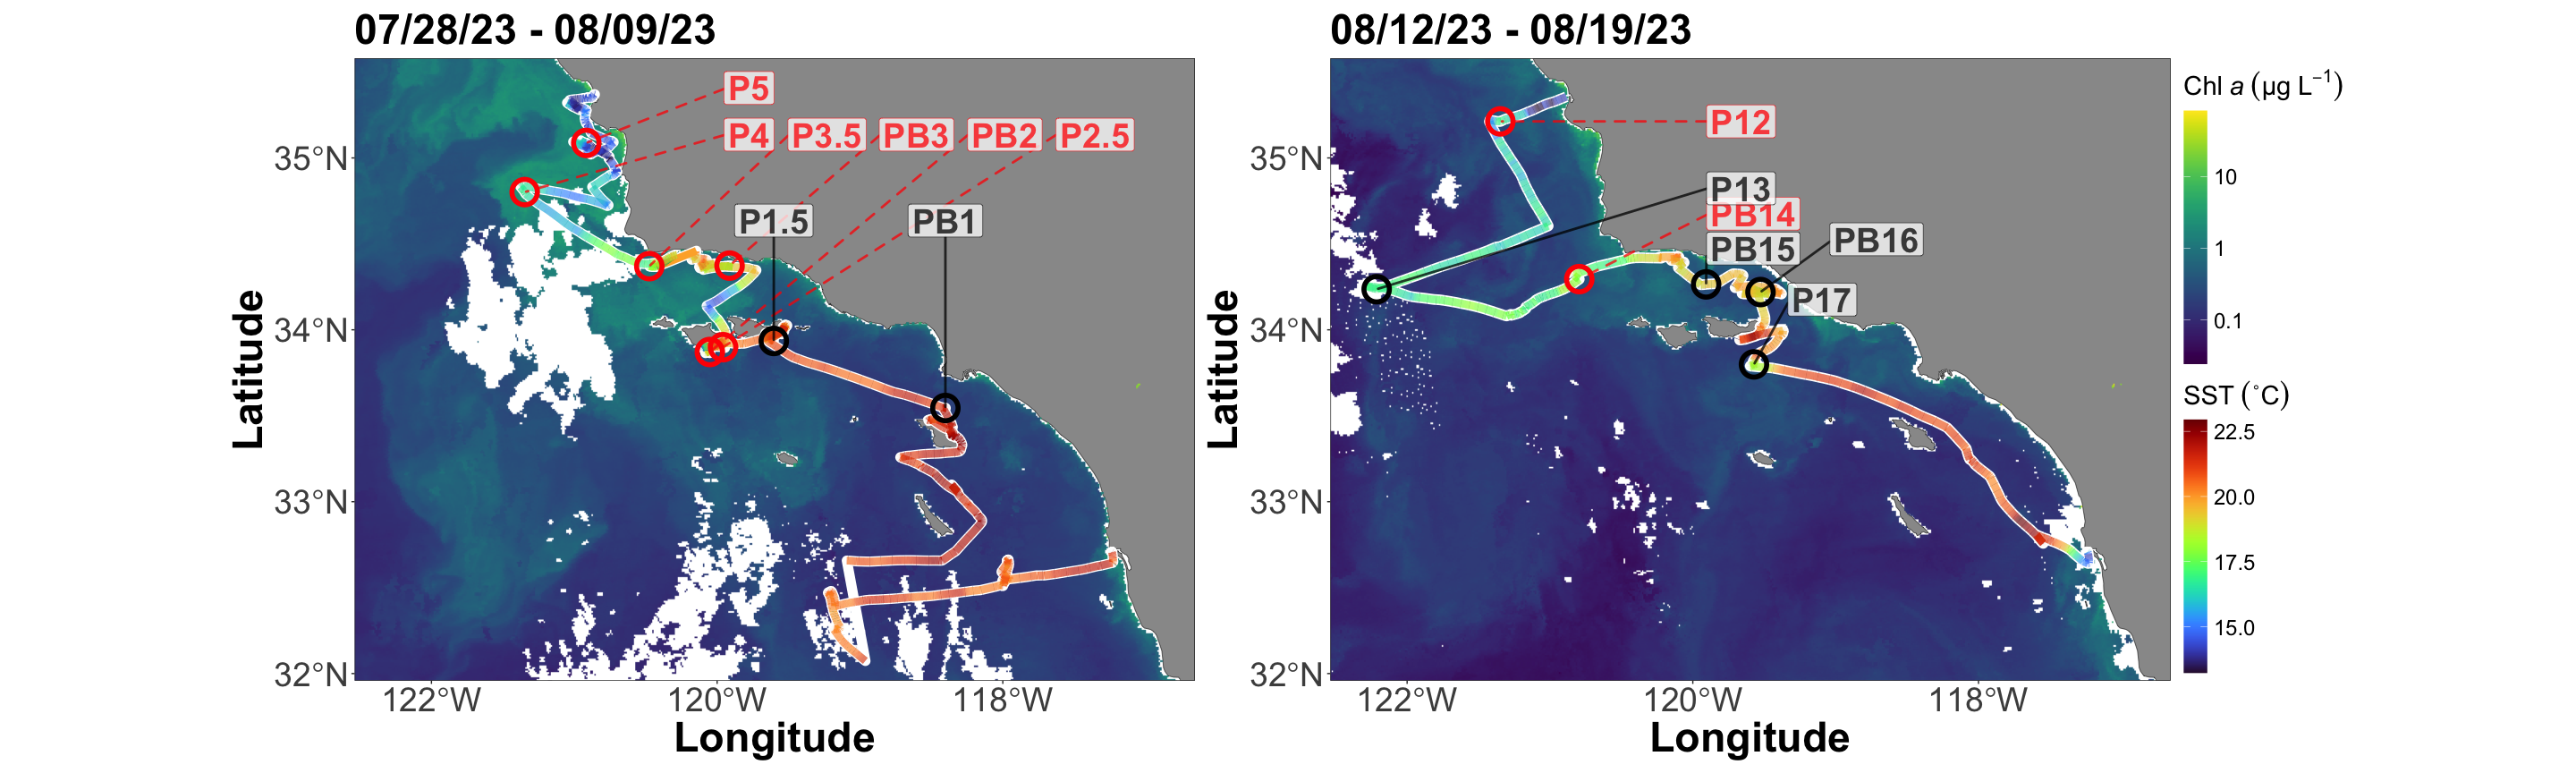 07/28/23 - 08/09/23
P5
P4
P3.5
PB3
PB2
P2.5
P1.5
PB1
35°N
34°N
33°N
32°N
122°W
120°W
118°W
Latitude
Longitude
08/12/23 - 08/19/23
P12
P13
PB14
PB15
PB16
P17
35°N
34°N
33°N
32°N
122°W
120°W
118°W
Latitude
Longitude
Chl a (µg L⁻¹)
10
1
0.1
SST (°C)
22.5
20.0
17.5
15.0